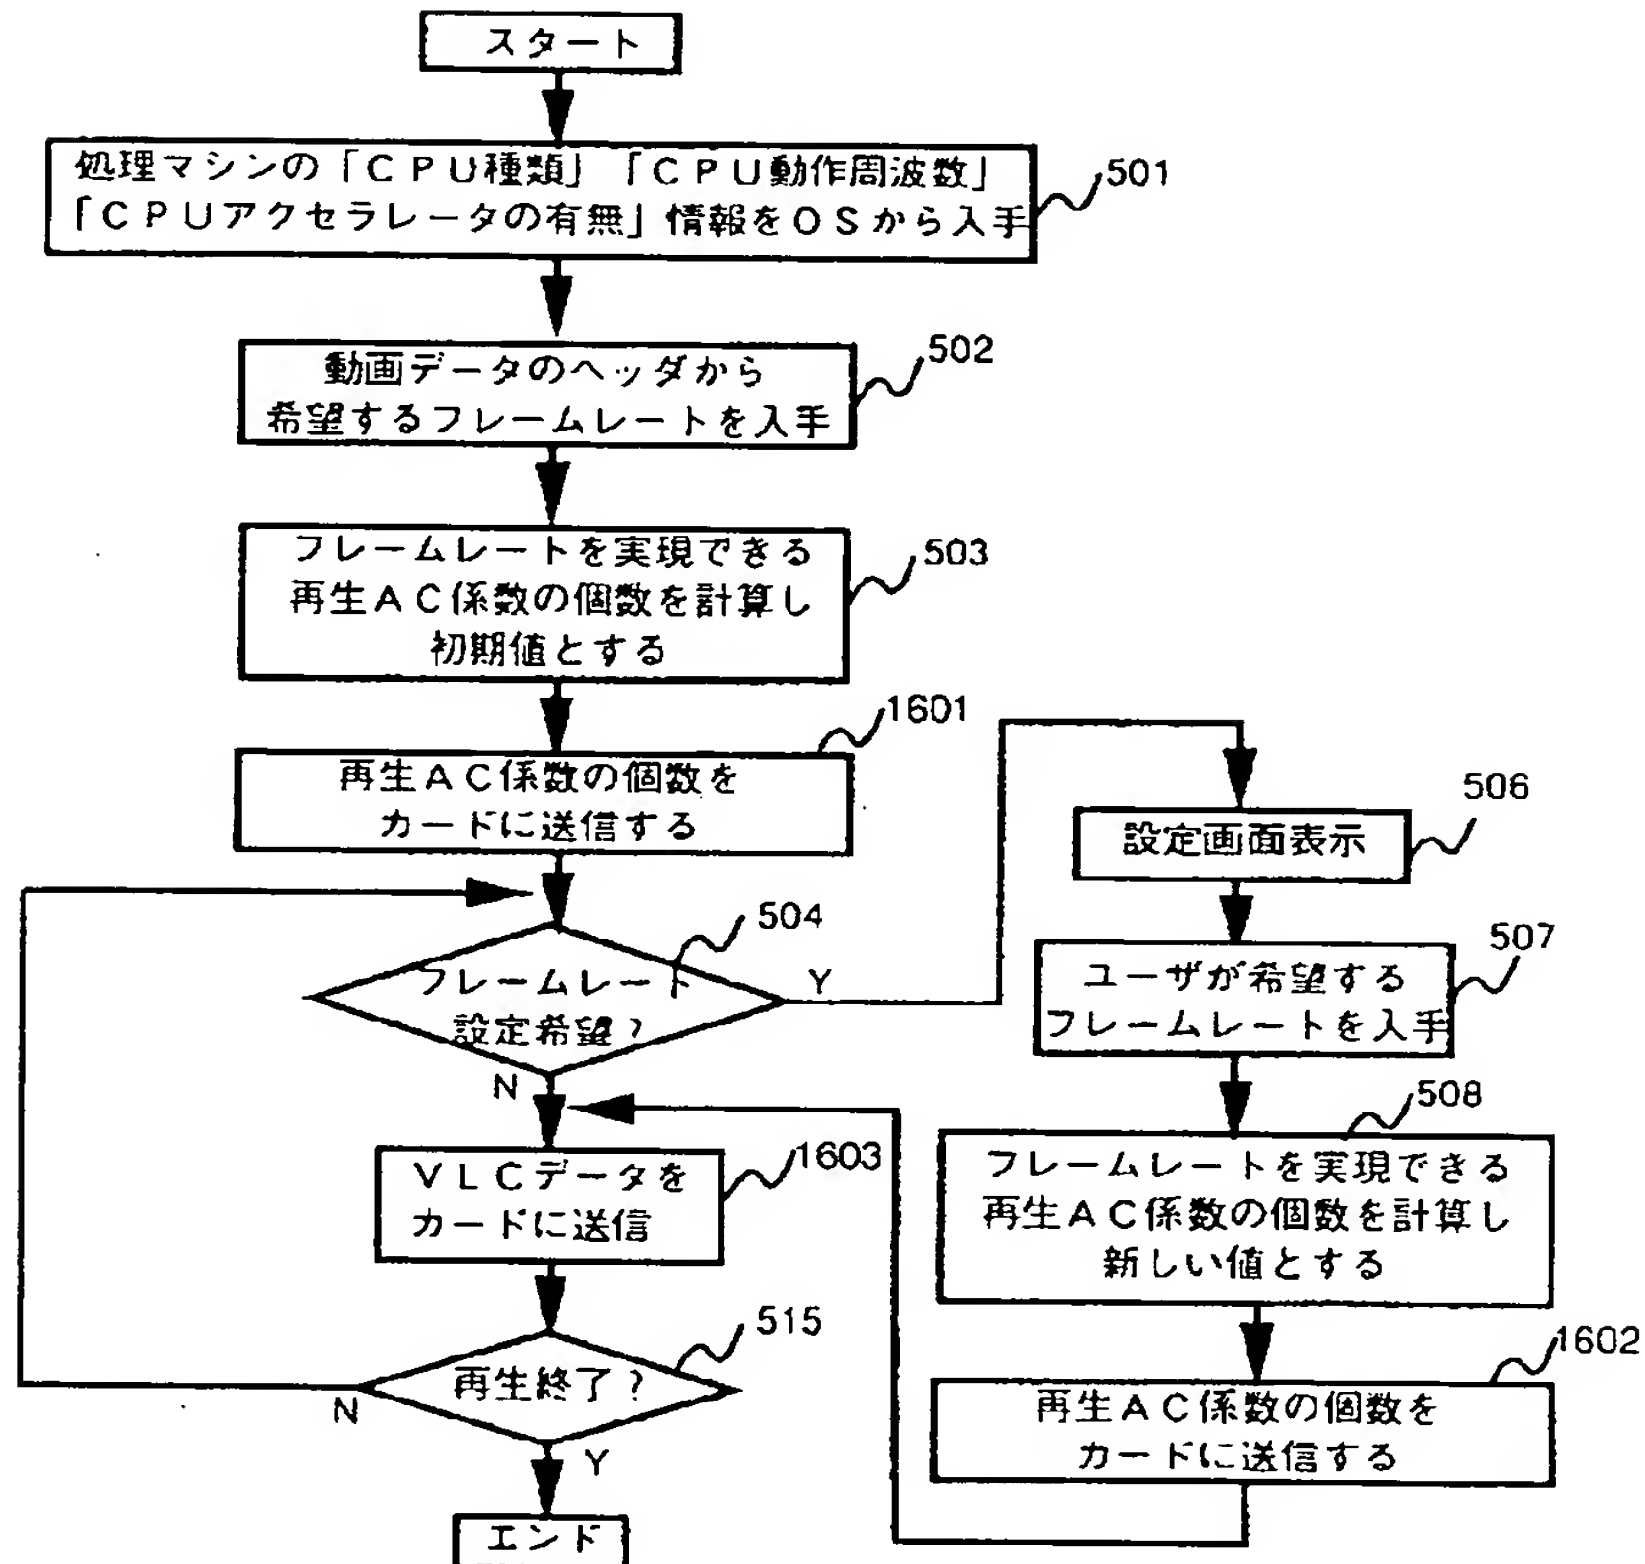 スタート
処理マシンの「CPU種類」「CPU動作周波数」
「CPUアクセラレータの有無」情報をOSから入手
501
動画データのヘッダから
希望するフレームレートを入手
502
フレームレートを実現できる
再生AC係数の個数を計算し
初期値とする
503
再生AC係数の個数を
カードに送信する
1601
フレームレート
設定希望?
504
Y
N
設定画面表示
506
ユーザが希望する
フレームレートを入手
507
フレームレートを実現できる
再生AC係数の個数を計算し
新しい値とする
508
再生AC係数の個数を
カードに送信する
1602
VLCデータを
カードに送信
1603
再生終了?
515
N
Y
エンド